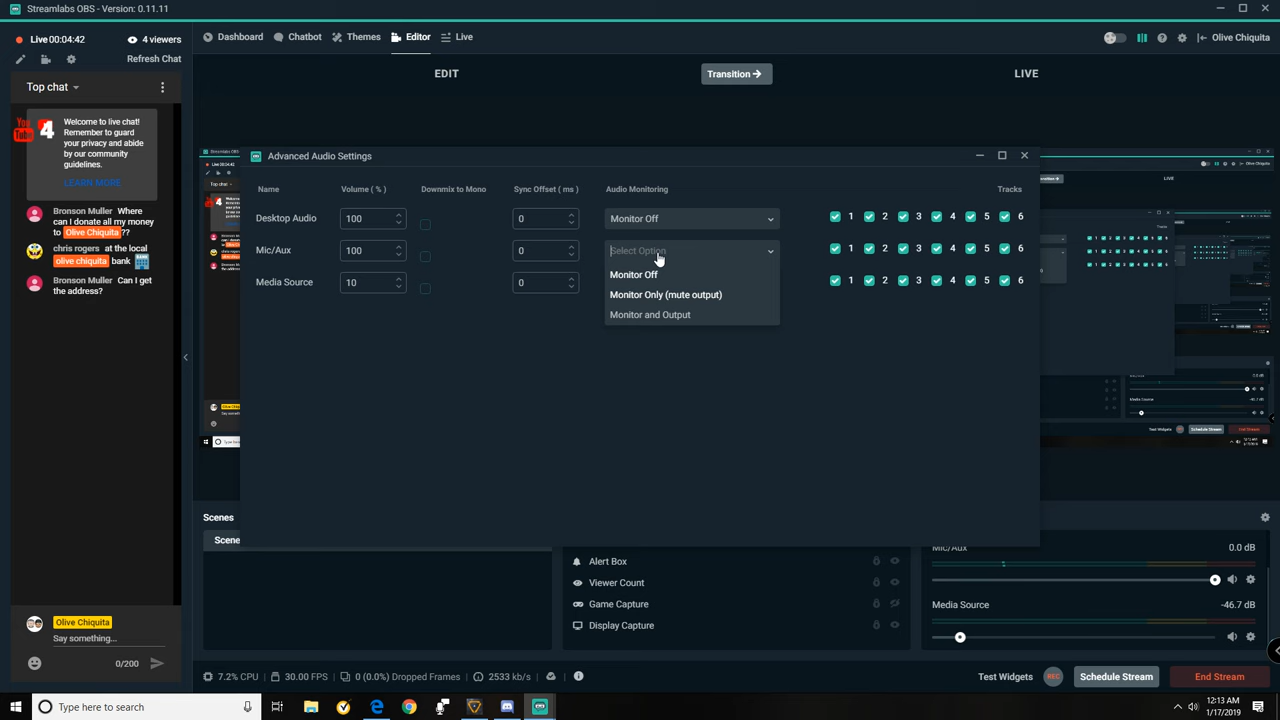 Streamlabs OBS - Version: 0.11.11
Live 00:04:42
4 viewers
Dashboard
Chatbot
Themes
Editor
Live
Olive Chiquita
Refresh Chat
EDIT
Transition
LIVE
Top chat
You
Tube
4
Welcome to live chat!
Remember to guard
your privacy and abide
by our community
guidelines.
LEARN MORE
Bronson Muller Where
can I donate all my money
to Olive Chiquita ??
chris rogers at the local
olive chiquita bank
Bronson Muller Can I get
the address?
Advanced Audio Settings
Name
Volume ( % )
Downmix to Mono
Sync Offset ( ms )
Audio Monitoring
Tracks
Desktop Audio
100
0
Monitor Off
1 2 3 4 5 6
Mic/Aux
100
0
Select Option
1 2 3 4 5 6
Media Source
10
0
1 2 3 4 5 6
Monitor Off
Monitor Only (mute output)
Monitor and Output
Scenes
Scene
Alert Box
Viewer Count
Game Capture
Display Capture
Mic/Aux
0.0 dB
Media Source
-46.7 dB
Olive Chiquita
Say something...
0/200
7.2% CPU
30.00 FPS
0 (0.0%) Dropped Frames
2533 kb/s
Test Widgets
REC
Schedule Stream
End Stream
Type here to search
12:13 AM
1/17/2019